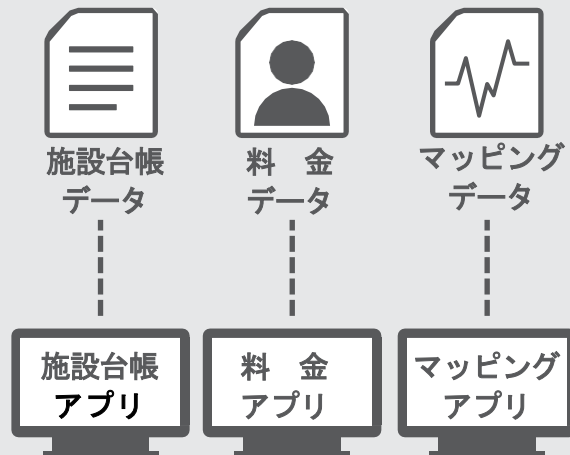 施設台帳
データ
料　金
データ
マッピング
データ
施設台帳
アプリ
料　金
アプリ
マッピング
アプリ